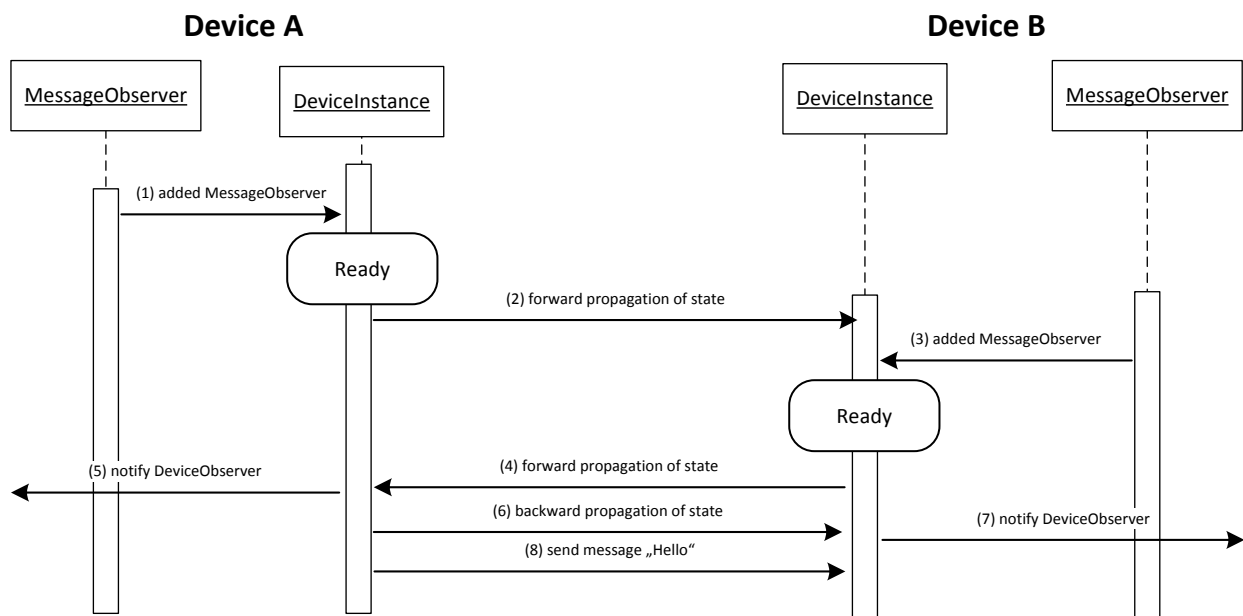 Device A
Device B
MessageObserver
DeviceInstance
DeviceInstance
MessageObserver
(1) added MessageObserver
Ready
(2) forward propagation of state
(3) added MessageObserver
Ready
(5) notify DeviceObserver
(4) forward propagation of state
(6) backward propagation of state
(7) notify DeviceObserver
(8) send message „Hello“